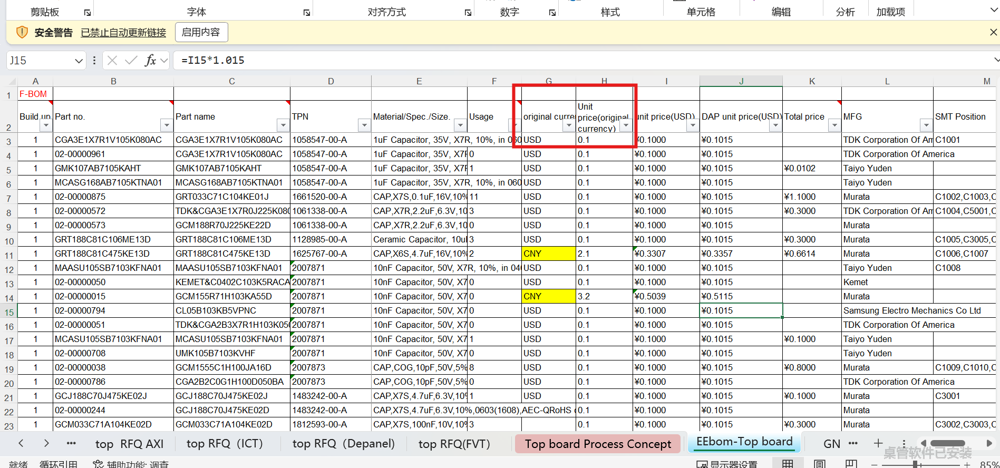 剪贴板 字体 对齐方式 数字 样式 单元格 编辑 分析 加载项
安全警告 已禁止自动更新链接 启用内容
J15 fx =I15*1.015
A B C D E F G H I J K L M
1 F-BOM
2 Build up Part no. Part name TPN Material/Spec./Size. Usage original curre Unit price(original currency) unit price(USD) DAP unit price(USD) Total price MFG SMT Position
3 1 CGA3E1X7R1V105K080AC CGA3E1X7R1V105K080AC 1058547-00-A 1uF Capacitor, 35V, X7R, 10%, in 060 USD 0.1 ¥0.1000 ¥0.1015 TDK Corporation Of Am C1001
4 1 02-00000961 CGA3E1X7R1V105K080AC 1058547-00-A 1uF Capacitor, 35V, X7F 0 USD 0.1 ¥0.1000 ¥0.1015 TDK Corporation Of America
5 1 GMK107AB7105KAHT GMK107AB7105KAHT 1058547-00-A 1uF Capacitor, 35V, X7F 1 USD 0.1 ¥0.1000 ¥0.1015 ¥0.0102 Taiyo Yuden
6 1 MCASG168AB7105KTNA01 MCASG168AB7105KTNA01 1058547-00-A 1uF Capacitor, 35V, X7R, 10%, in 060 USD 0.1 ¥0.1000 ¥0.1015 Taiyo Yuden
7 1 02-00000875 GRT033C71C104KE01J 1661520-00-A CAP,X7S,0.1uF,16V,10% 11 USD 0.1 ¥0.1000 ¥0.1015 ¥1.1000 Murata C1002,C1003,C
8 1 02-00000572 TDK&CGA3E1X7R0J225K080 1061338-00-A CAP,X7R,2.2uF,6.3V,10 3 USD 0.1 ¥0.1000 ¥0.1015 ¥0.3000 TDK Corporation Of Am C1004,C5001,C
9 1 02-00000573 GCM188R70J225KE22D 1061338-00-A CAP,X7R,2.2uF,6.3V,10 0 USD 0.1 ¥0.1000 ¥0.1015 Murata
10 1 GRT188C81C106ME13D GRT188C81C106ME13D 1128985-00-A Ceramic Capacitor, 10uI 3 USD 0.1 ¥0.1000 ¥0.1015 ¥0.3000 Murata C1005,C3005,C
11 1 GRT188C81C475KE13D GRT188C81C475KE13D 1625767-00-A CAP,X6S,4.7uF,16V,10% 2 CNY 2.1 ¥0.3307 ¥0.3357 ¥0.6614 Murata C1006,C1007
12 1 MAASU105SB7103KFNA01 MAASU105SB7103KFNA01 2007871 10nF Capacitor, 50V, X7R, 10%, in 040 USD 0.1 ¥0.1000 ¥0.1015 Taiyo Yuden C1008
13 1 02-00000050 KEMET&C0402C103K5RACA 2007871 10nF Capacitor, 50V, X7 0 USD 0.1 ¥0.1000 ¥0.1015 Kemet
14 1 02-00000015 GCM155R71H103KA55D 2007871 10nF Capacitor, 50V, X7 0 CNY 3.2 ¥0.5039 ¥0.5115 Murata
15 1 02-00000794 CL05B103KB5VPNC 2007871 10nF Capacitor, 50V, X7 0 USD 0.1 ¥0.1000 ¥0.1015 Samsung Electro Mechanics Co Ltd
16 1 02-00000051 TDK&CGA2B3X7R1H103K050 2007871 10nF Capacitor, 50V, X7 0 USD 0.1 ¥0.1000 ¥0.1015 TDK Corporation Of America
17 1 MCASU105SB7103KFNA01 MCASU105SB7103KFNA01 2007871 10nF Capacitor, 50V, X7 1 USD 0.1 ¥0.1000 ¥0.1015 ¥0.1000 Taiyo Yuden
18 1 02-00000708 UMK105B7103KVHF 2007871 10nF Capacitor, 50V, X7 0 USD 0.1 ¥0.1000 ¥0.1015 Taiyo Yuden
19 1 02-00000038 GCM1555C1H100JA16D 2007873 CAP,COG,10pF,50V,5% 8 USD 0.1 ¥0.1000 ¥0.1015 ¥0.8000 Murata C1009,C1010,C
20 1 02-00000786 CGA2B2C0G1H100D050BA 2007873 CAP,COG,10pF,50V,5% 0 USD 0.1 ¥0.1000 ¥0.1015 TDK Corporation Of America
21 1 GCJ188C70J475KE02J GCJ188C70J475KE02J 1483242-00-A CAP,X7S,4.7uF,6.3V,10% 1 USD 0.1 ¥0.1000 ¥0.1015 ¥0.1000 Murata C3001
22 1 02-00000244 GCJ188C70J475KE02D 1483242-00-A CAP,X7S,4.7uF,6.3V,10%,0603(1608),AEC-QRoHS 0.1 ¥0.1000 ¥0.1015 Murata
23 1 GCM033C71A104KE02D GCM033C71A104KE02D 1812593-00-A CAP,X7S,100nF,10V,10% 3 0.1 ¥0.1000 ¥0.1015 ¥0.3000 Murata C3002,C3003,C
top RFQ AXI top RFQ（ICT） top RFQ（Depanel） top RFQ(FVT) Top board Process Concept EEbom-Top board GN
桌管软件已安装
就绪 循环引用 辅助功能: 调查 显示器设置 85%